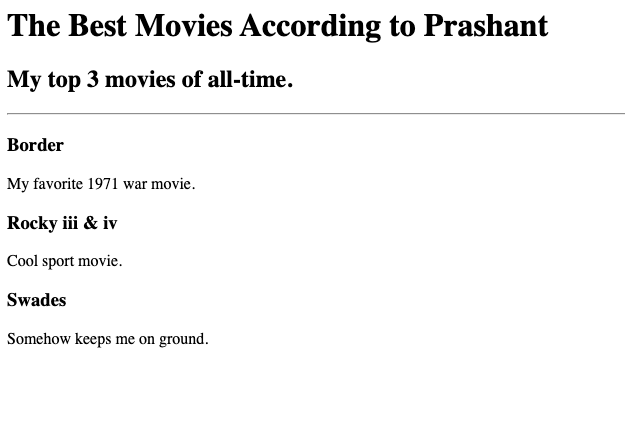 The Best Movies According to Prashant
My top 3 movies of all-time.
Border
My favorite 1971 war movie.
Rocky iii & iv
Cool sport movie.
Swades
Somehow keeps me on ground.